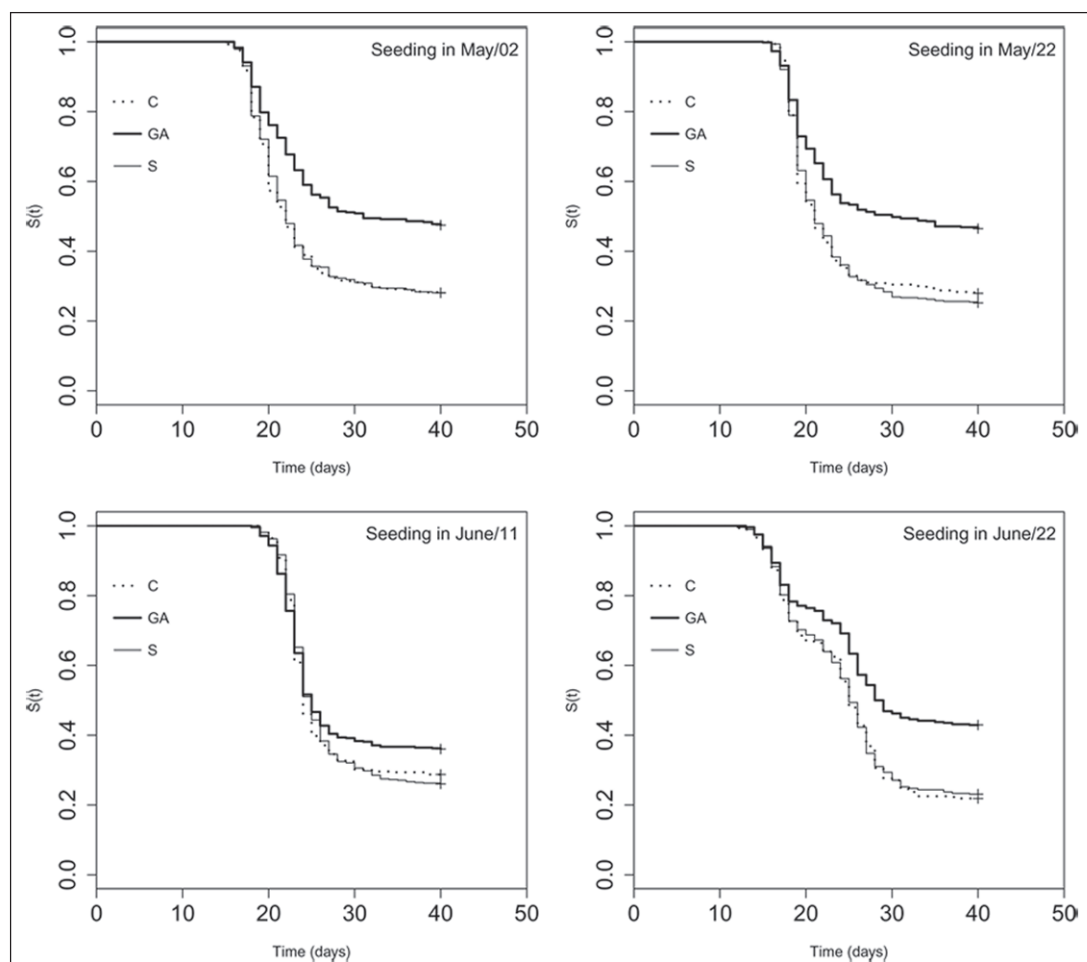 Seeding in May/02
C
GA
S
Ŝ(t)
1.0
0.8
0.6
0.4
0.2
0.0
0 10 20 30 40 50
Time (days)
Seeding in May/22
C
GA
S
Ŝ(t)
1.0
0.8
0.6
0.4
0.2
0.0
0 10 20 30 40 50
Time (days)
Seeding in June/11
C
GA
S
Ŝ(t)
1.0
0.8
0.6
0.4
0.2
0.0
0 10 20 30 40 50
Time (days)
Seeding in June/22
C
GA
S
Ŝ(t)
1.0
0.8
0.6
0.4
0.2
0.0
0 10 20 30 40 50
Time (days)